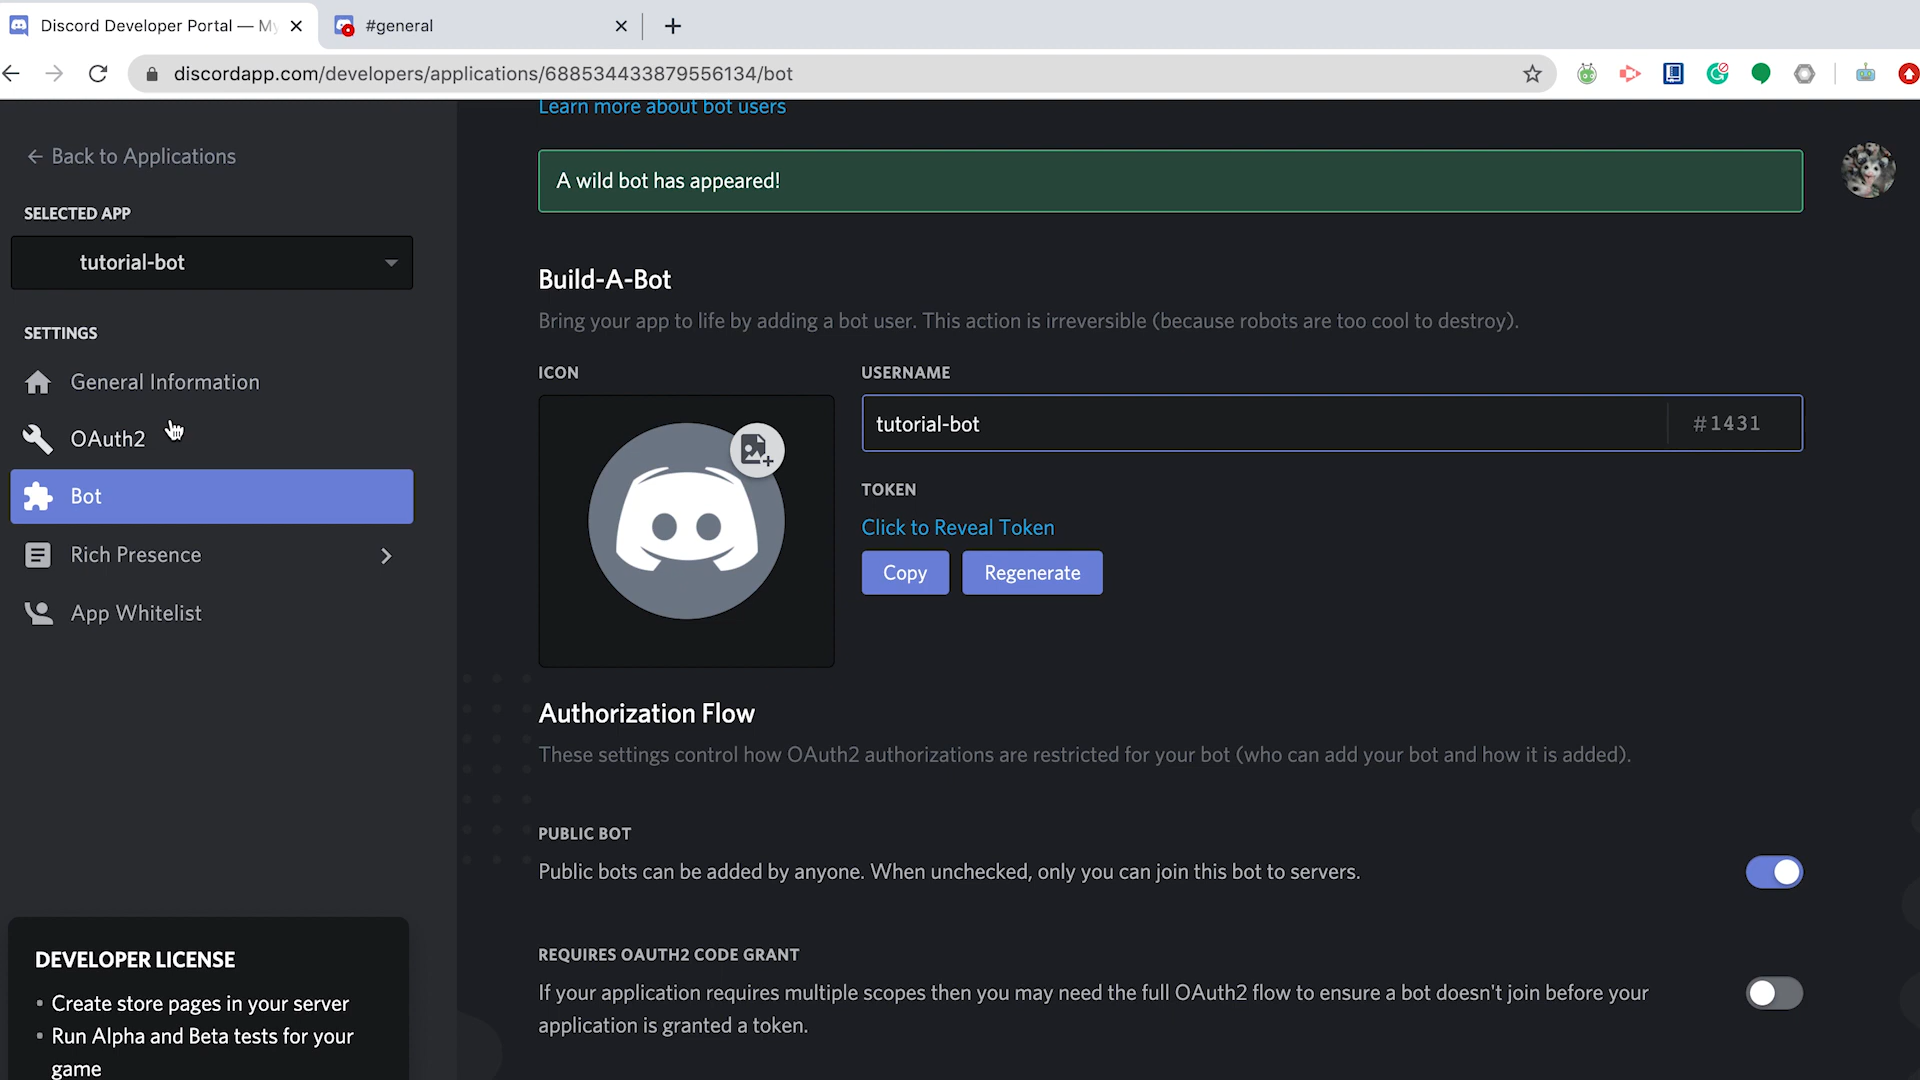 Discord Developer Portal — My
#general
discordapp.com/developers/applications/688534433879556134/bot
Learn more about bot users
← Back to Applications
A wild bot has appeared!
SELECTED APP
tutorial-bot
SETTINGS
General Information
OAuth2
Bot
Rich Presence
App Whitelist
Build-A-Bot
Bring your app to life by adding a bot user. This action is irreversible (because robots are too cool to destroy).
ICON
USERNAME
tutorial-bot
#1431
TOKEN
Click to Reveal Token
Copy
Regenerate
Authorization Flow
These settings control how OAuth2 authorizations are restricted for your bot (who can add your bot and how it is added).
PUBLIC BOT
Public bots can be added by anyone. When unchecked, only you can join this bot to servers.
REQUIRES OAUTH2 CODE GRANT
If your application requires multiple scopes then you may need the full OAuth2 flow to ensure a bot doesn't join before your
application is granted a token.
DEVELOPER LICENSE
• Create store pages in your server
• Run Alpha and Beta tests for your
game